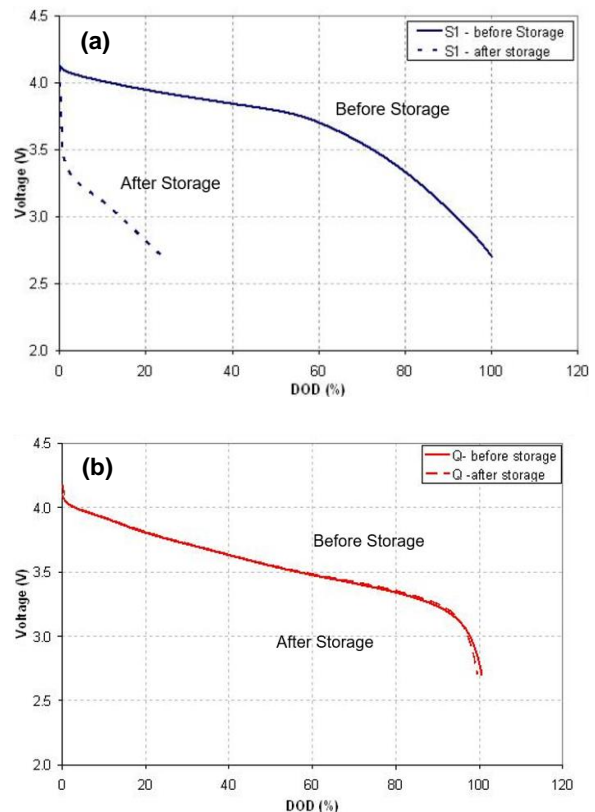 (a)
S1 - before Storage
S1 - after storage
Before Storage
After Storage
Voltage (V)
4.5
4.0
3.5
3.0
2.5
2.0
0 20 40 60 80 100 120
DOD (%)
(b)
Q- before storage
Q -after storage
Before Storage
After Storage
Voltage (V)
4.5
4.0
3.5
3.0
2.5
2.0
0 20 40 60 80 100 120
DOD (%)